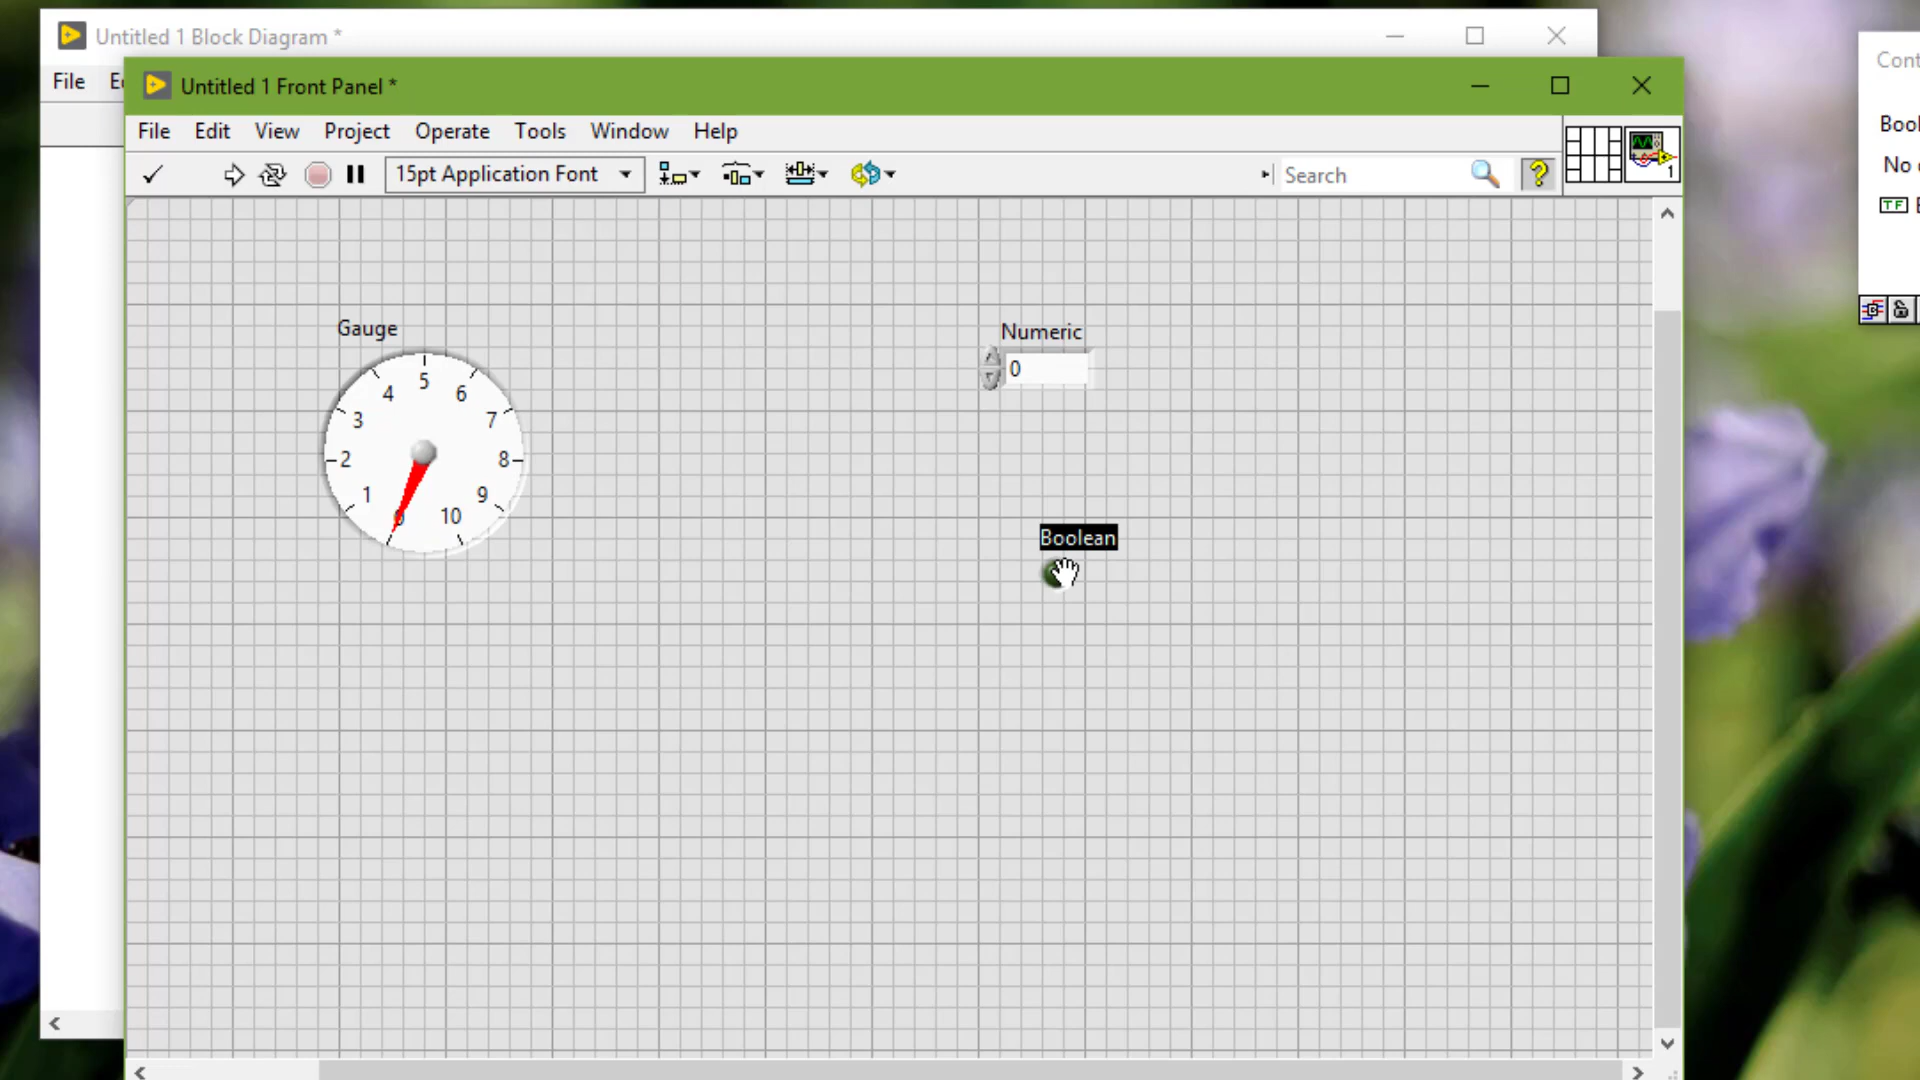 Untitled 1 Block Diagram *
File
Untitled 1 Front Panel *
File Edit View Project Operate Tools Window Help
15pt Application Font
Search
?
1
Cont
Bool
No
TF
Gauge
0
1
2
3
4
5
6
7
8
9
10
Numeric
0
Boolean